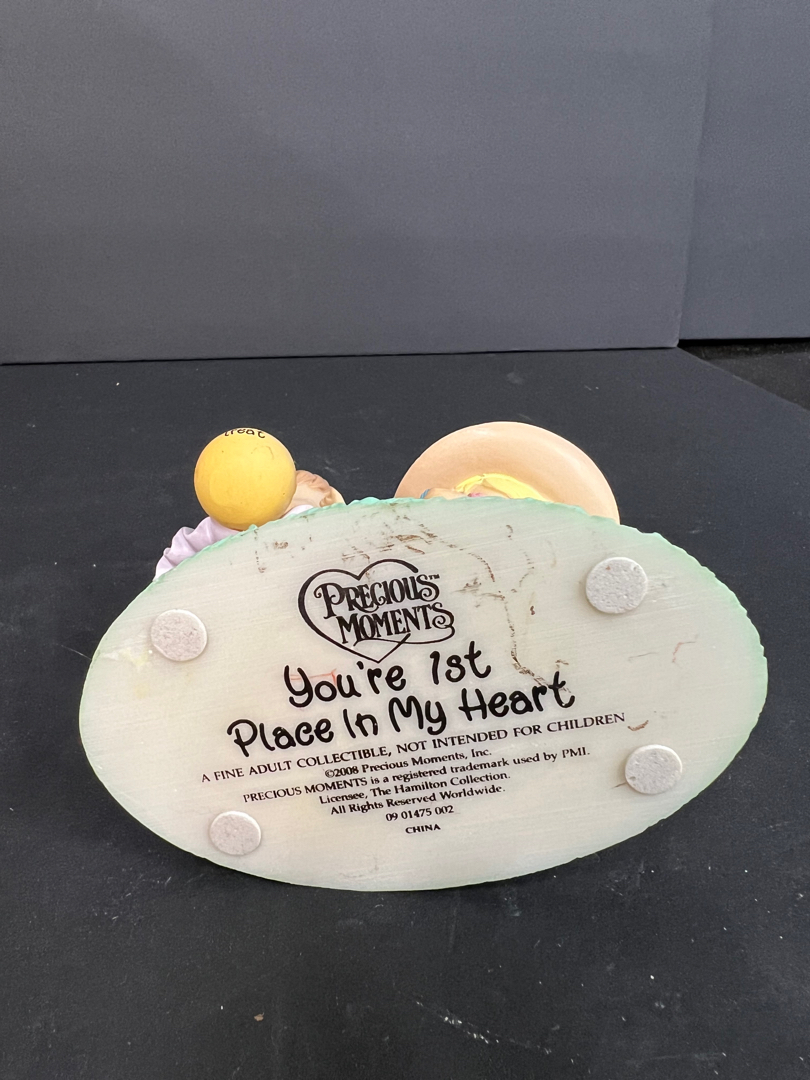 treat
PRECIOUS™
MOMENTS
You're 1st
Place In My Heart
A FINE ADULT COLLECTIBLE, NOT INTENDED FOR CHILDREN
©2008 Precious Moments, Inc.
PRECIOUS MOMENTS is a registered trademark used by PMI.
Licensee, The Hamilton Collection.
All Rights Reserved Worldwide.
09 01475 002
CHINA